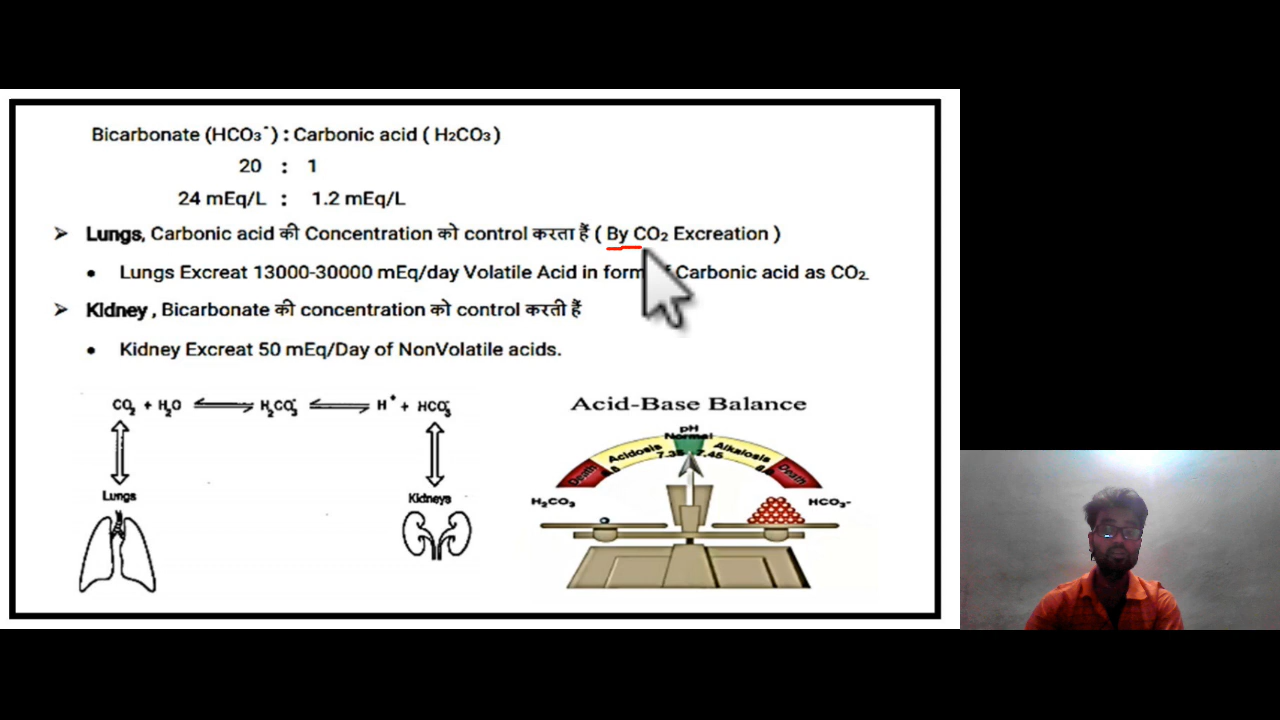 Bicarbonate (HCO₃⁻) : Carbonic acid ( H₂CO₃)
20 : 1
24 mEq/L : 1.2 mEq/L
➤ Lungs, Carbonic acid की Concentration को control करता हैं ( By CO₂ Excreation )
• Lungs Excreat 13000-30000 mEq/day Volatile Acid in form Carbonic acid as CO₂.
➤ Kidney , Bicarbonate की concentration को control करती हैं
• Kidney Excreat 50 mEq/Day of NonVolatile acids.
CO₂ + H₂O ⇌ H₂CO₃⁻ ⇌ H⁺ + HCO₃⁻
Lungs
Kidneys
Acid-Base Balance
pH
Normal
Acidosis
7.35
7.45
Alkalosis
Death
Death
H₂CO₃
HCO₃-